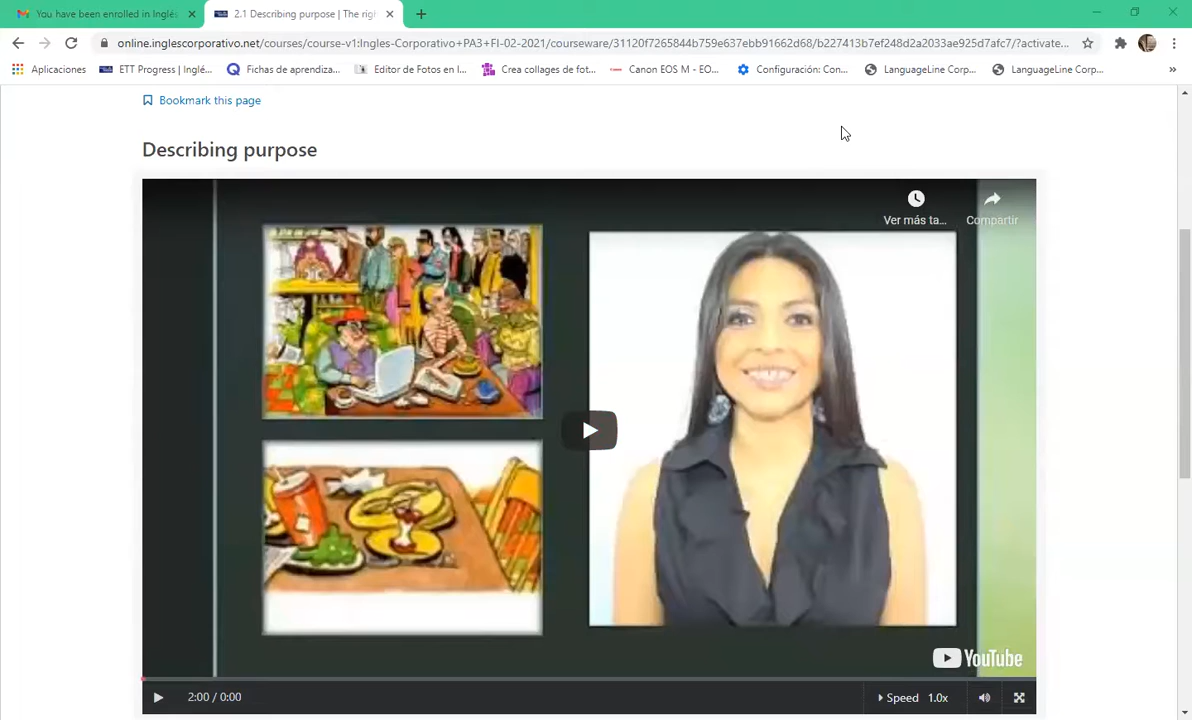 You have been enrolled in Inglé
2.1 Describing purpose | The rig
online.inglescorporativo.net/courses/course-v1:Ingles-Corporativo+PA3+FI-02-2021/courseware/31120f7265844b759e637ebb91662d68/b227413b7ef248d2a2033ae925d7afc7/?activate...
Aplicaciones
ETT Progress | Inglé...
Fichas de aprendiza...
Editor de Fotos en l...
Crea collages de fot...
Canon EOS M - EO...
Configuración: Con...
LanguageLine Corp...
LanguageLine Corp...
Bookmark this page
Describing purpose
Ver más ta...
Compartir
YouTube
2:00 / 0:00
Speed 1.0x